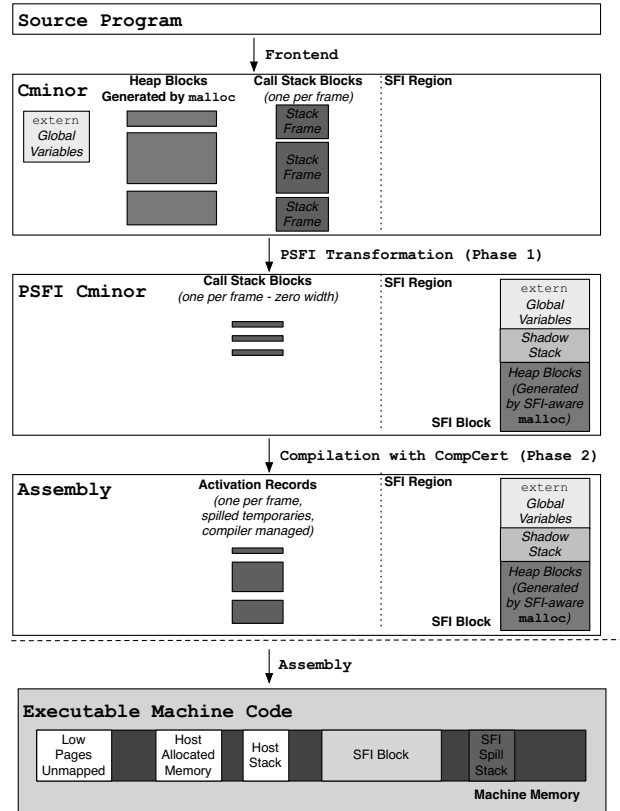 Source Program
Frontend
Cminor
Heap Blocks
Generated by malloc
Call Stack Blocks
(one per frame)
SFI Region
extern
Global
Variables
Stack
Frame
Stack
Frame
Stack
Frame
PSFI Transformation (Phase 1)
PSFI Cminor
Call Stack Blocks
(one per frame - zero width)
SFI Region
extern
Global
Variables
Shadow
Stack
Heap Blocks
(Generated
by SFI-aware
malloc)
SFI Block
Compilation with CompCert (Phase 2)
Assembly
Activation Records
(one per frame,
spilled temporaries,
compiler managed)
SFI Region
extern
Global
Variables
Shadow
Stack
Heap Blocks
(Generated
by SFI-aware
malloc)
SFI Block
Assembly
Executable Machine Code
Low
Pages
Unmapped
Host
Allocated
Memory
Host
Stack
SFI Block
SFI
Spill
Stack
Machine Memory